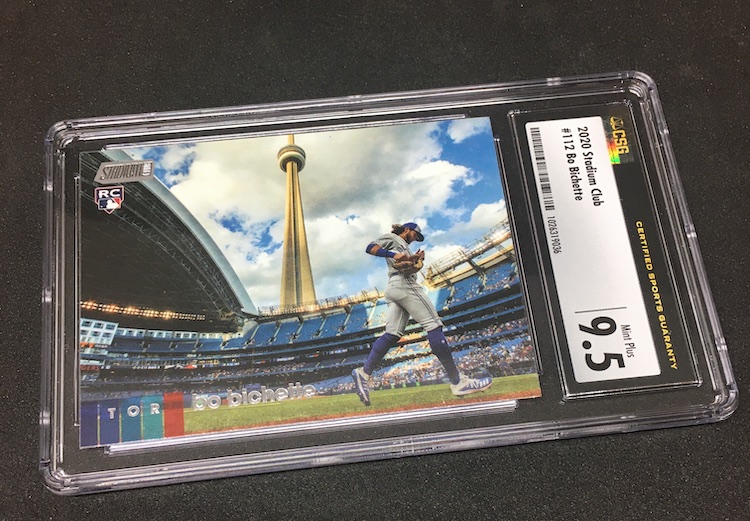 STADIUM CLUB
RC
TOR
bo bichette
CSG
CERTIFIED SPORTS GUARANTY
2020 Stadium Club
#112 Bo Bichette
1026319036
Mint Plus
9.5